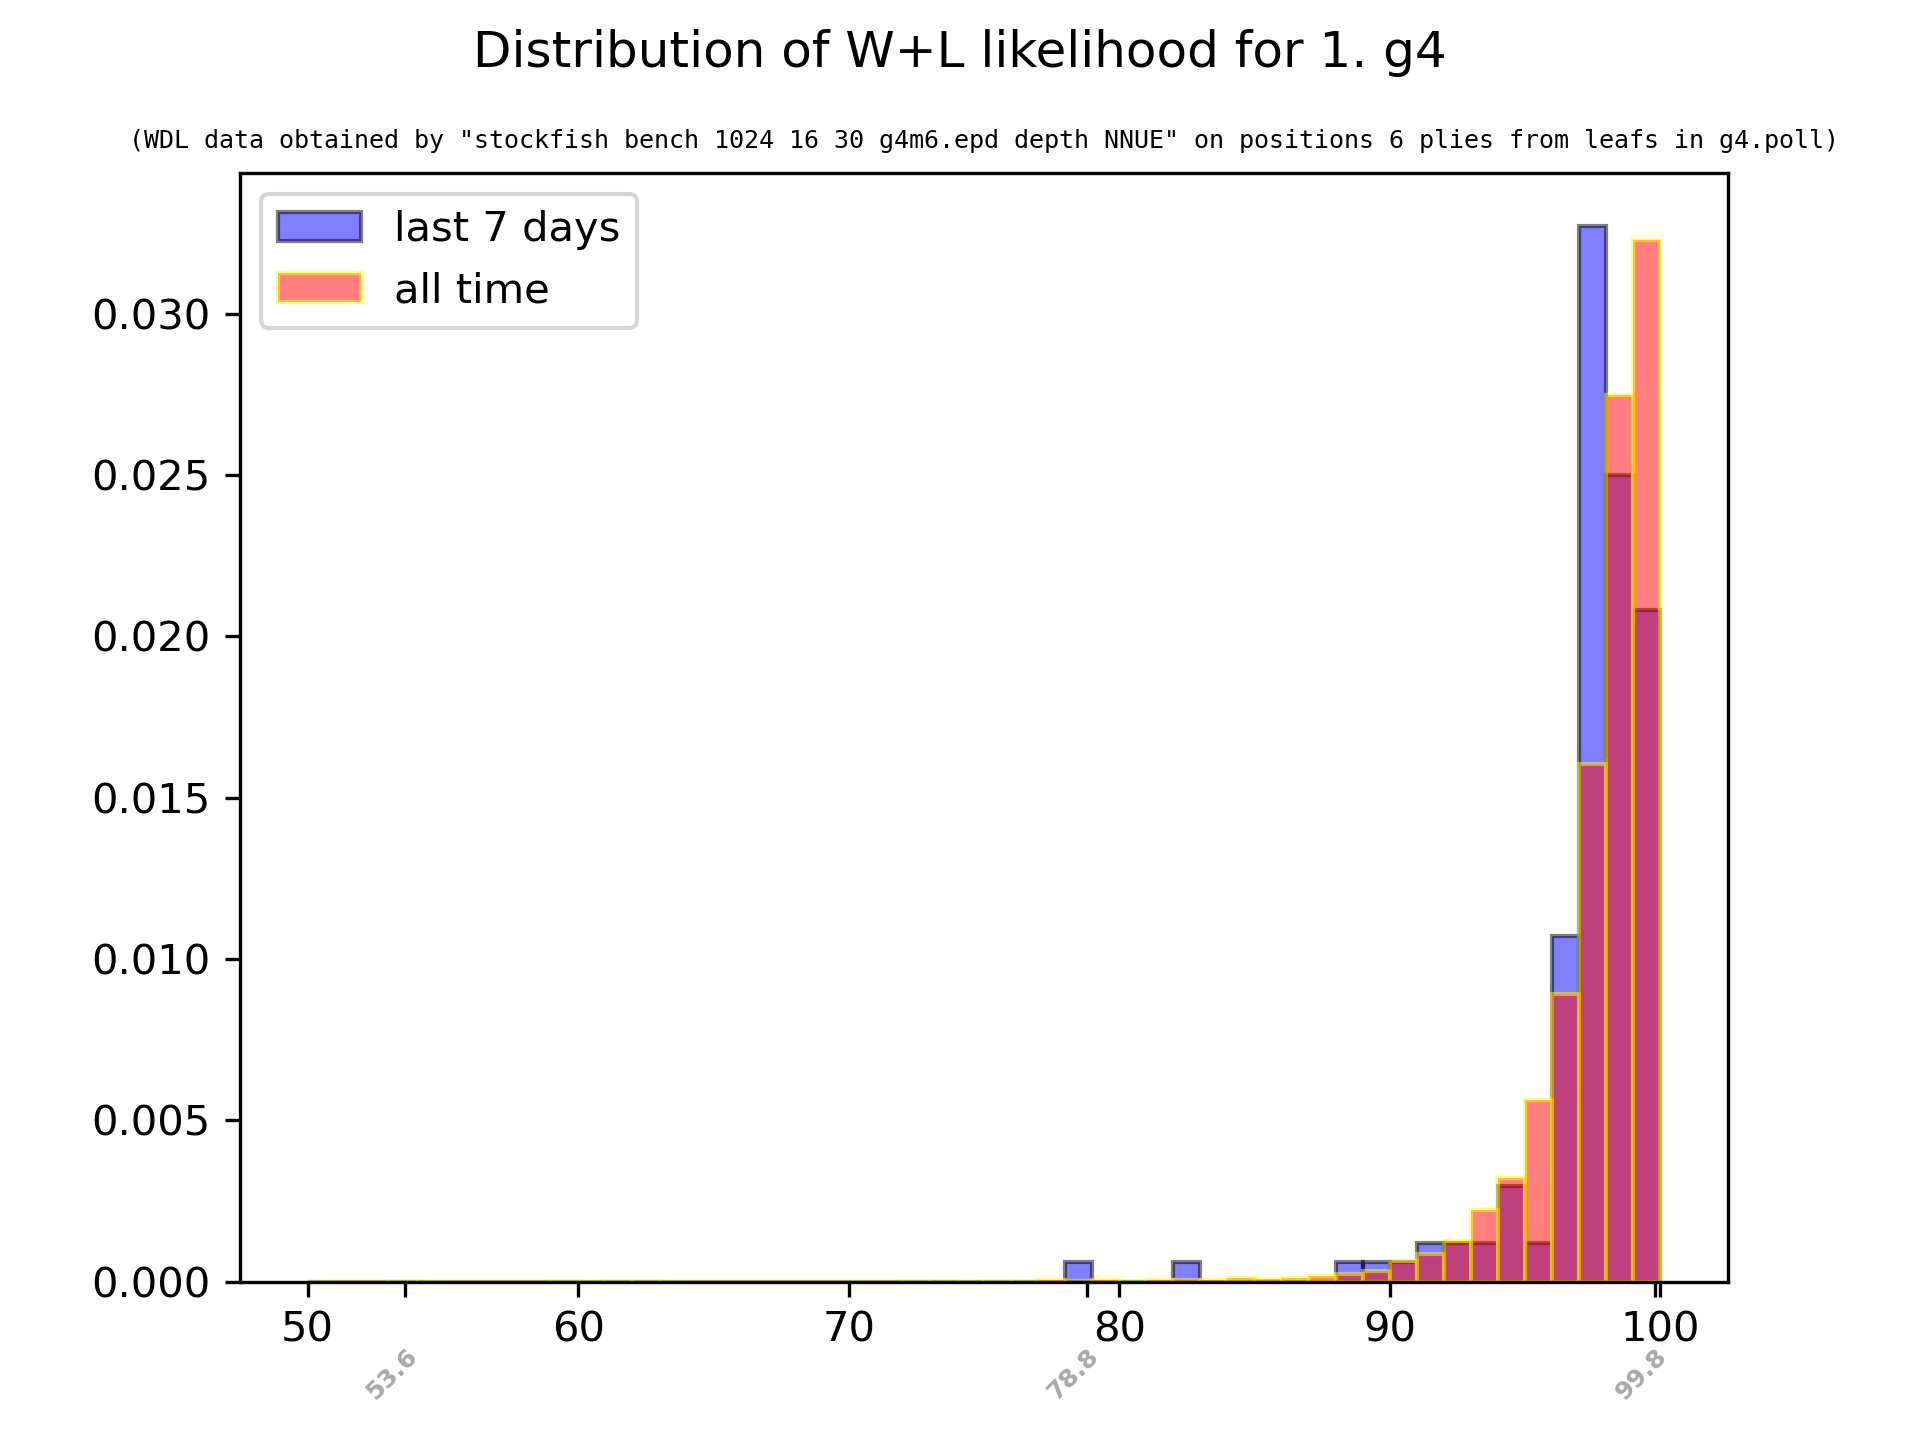 Distribution of W+L likelihood for 1. g4
(WDL data obtained by "stockfish bench 1024 16 30 g4m6.epd depth NNUE" on positions 6 plies from leafs in g4.poll)
last 7 days
all time
0.030
0.025
0.020
0.015
0.010
0.005
0.000
50 60 70 80 90 100
53.6 78.8 99.8